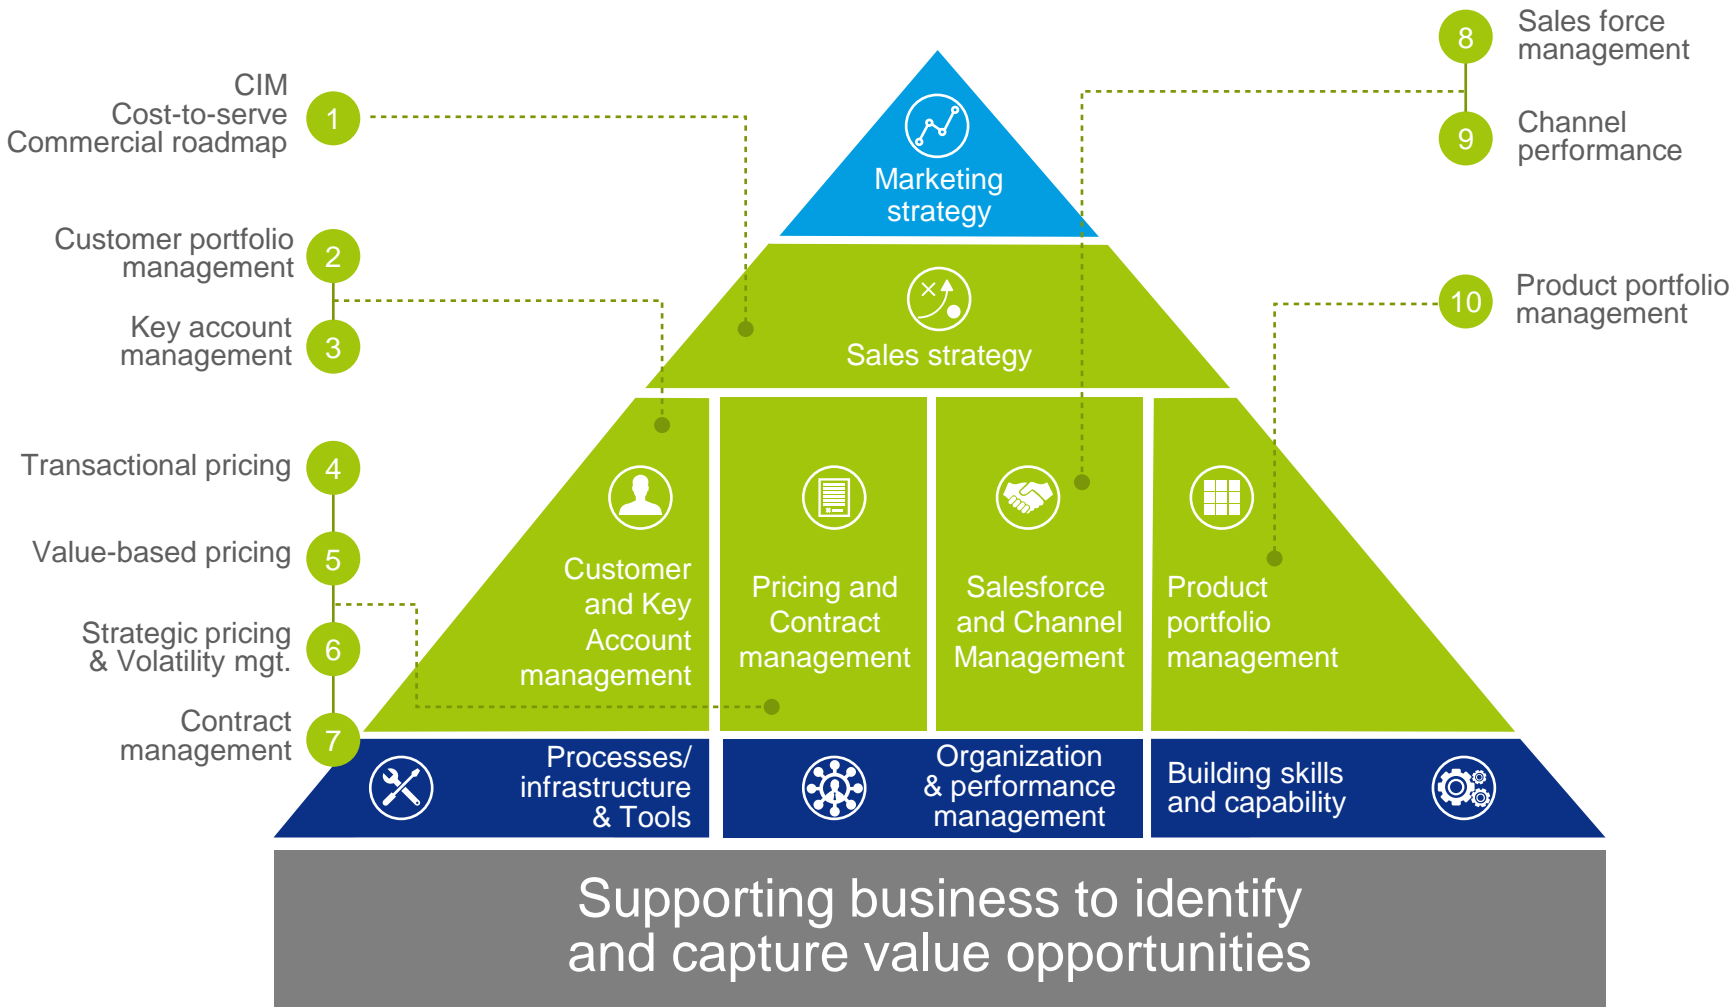 CIM
Cost-to-serve
Commercial roadmap
1
Customer portfolio
management
2
Key account
management
3
Transactional pricing
4
Value-based pricing
5
Strategic pricing
& Volatility mgt.
6
Contract
management
7
8
Sales force
management
9
Channel
performance
10
Product portfolio
management
Marketing
strategy
Sales strategy
Customer
and Key
Account
management
Pricing and
Contract
management
Salesforce
and Channel
Management
Product
portfolio
management
Processes/
infrastructure
& Tools
Organization
& performance
management
Building skills
and capability
Supporting business to identify
and capture value opportunities